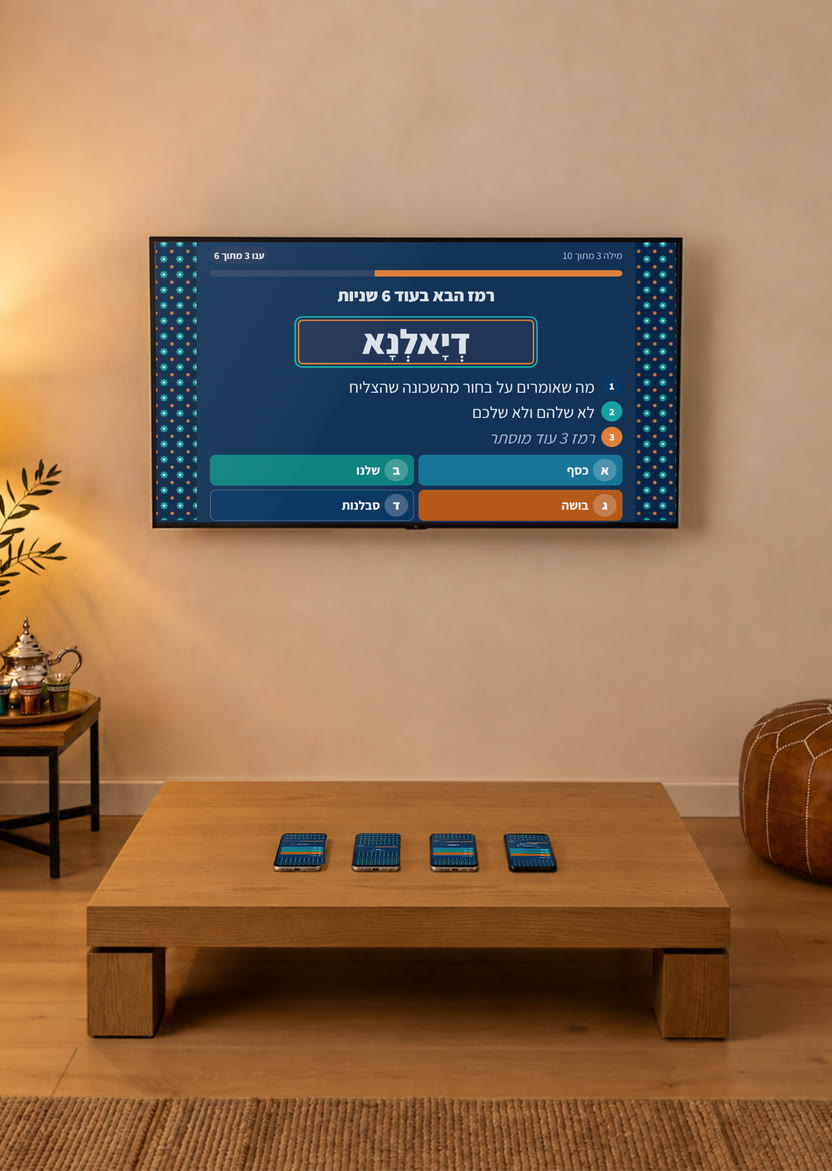 מילה 3 מתוך 10
ענו 3 מתוך 6
רמז הבא בעוד 6 שניות
דְיָאלְנָא
1 מה שאומרים על בחור מהשכונה שהצליח
2 לא שלהם ולא שלכם
3 רמז 3 עוד מוסתר
א כסף
ב שלנו
ג בושה
ד סבלנות